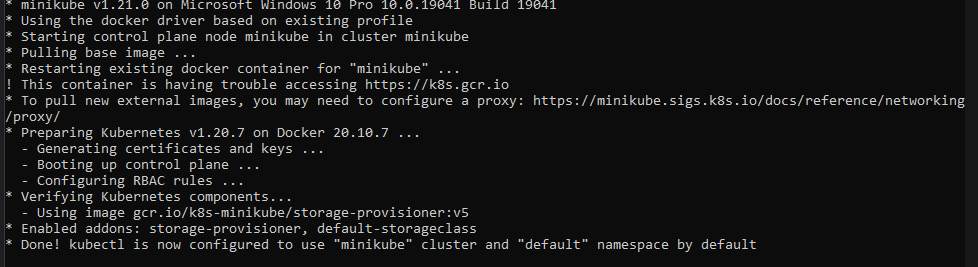 * minikube v1.21.0 on Microsoft Windows 10 Pro 10.0.19041 Build 19041
* Using the docker driver based on existing profile
* Starting control plane node minikube in cluster minikube
* Pulling base image ...
* Restarting existing docker container for "minikube" ...
! This container is having trouble accessing https://k8s.gcr.io
* To pull new external images, you may need to configure a proxy: https://minikube.sigs.k8s.io/docs/reference/networking
/proxy/
* Preparing Kubernetes v1.20.7 on Docker 20.10.7 ...
  - Generating certificates and keys ...
  - Booting up control plane ...
  - Configuring RBAC rules ...
* Verifying Kubernetes components...
  - Using image gcr.io/k8s-minikube/storage-provisioner:v5
* Enabled addons: storage-provisioner, default-storageclass
* Done! kubectl is now configured to use "minikube" cluster and "default" namespace by default